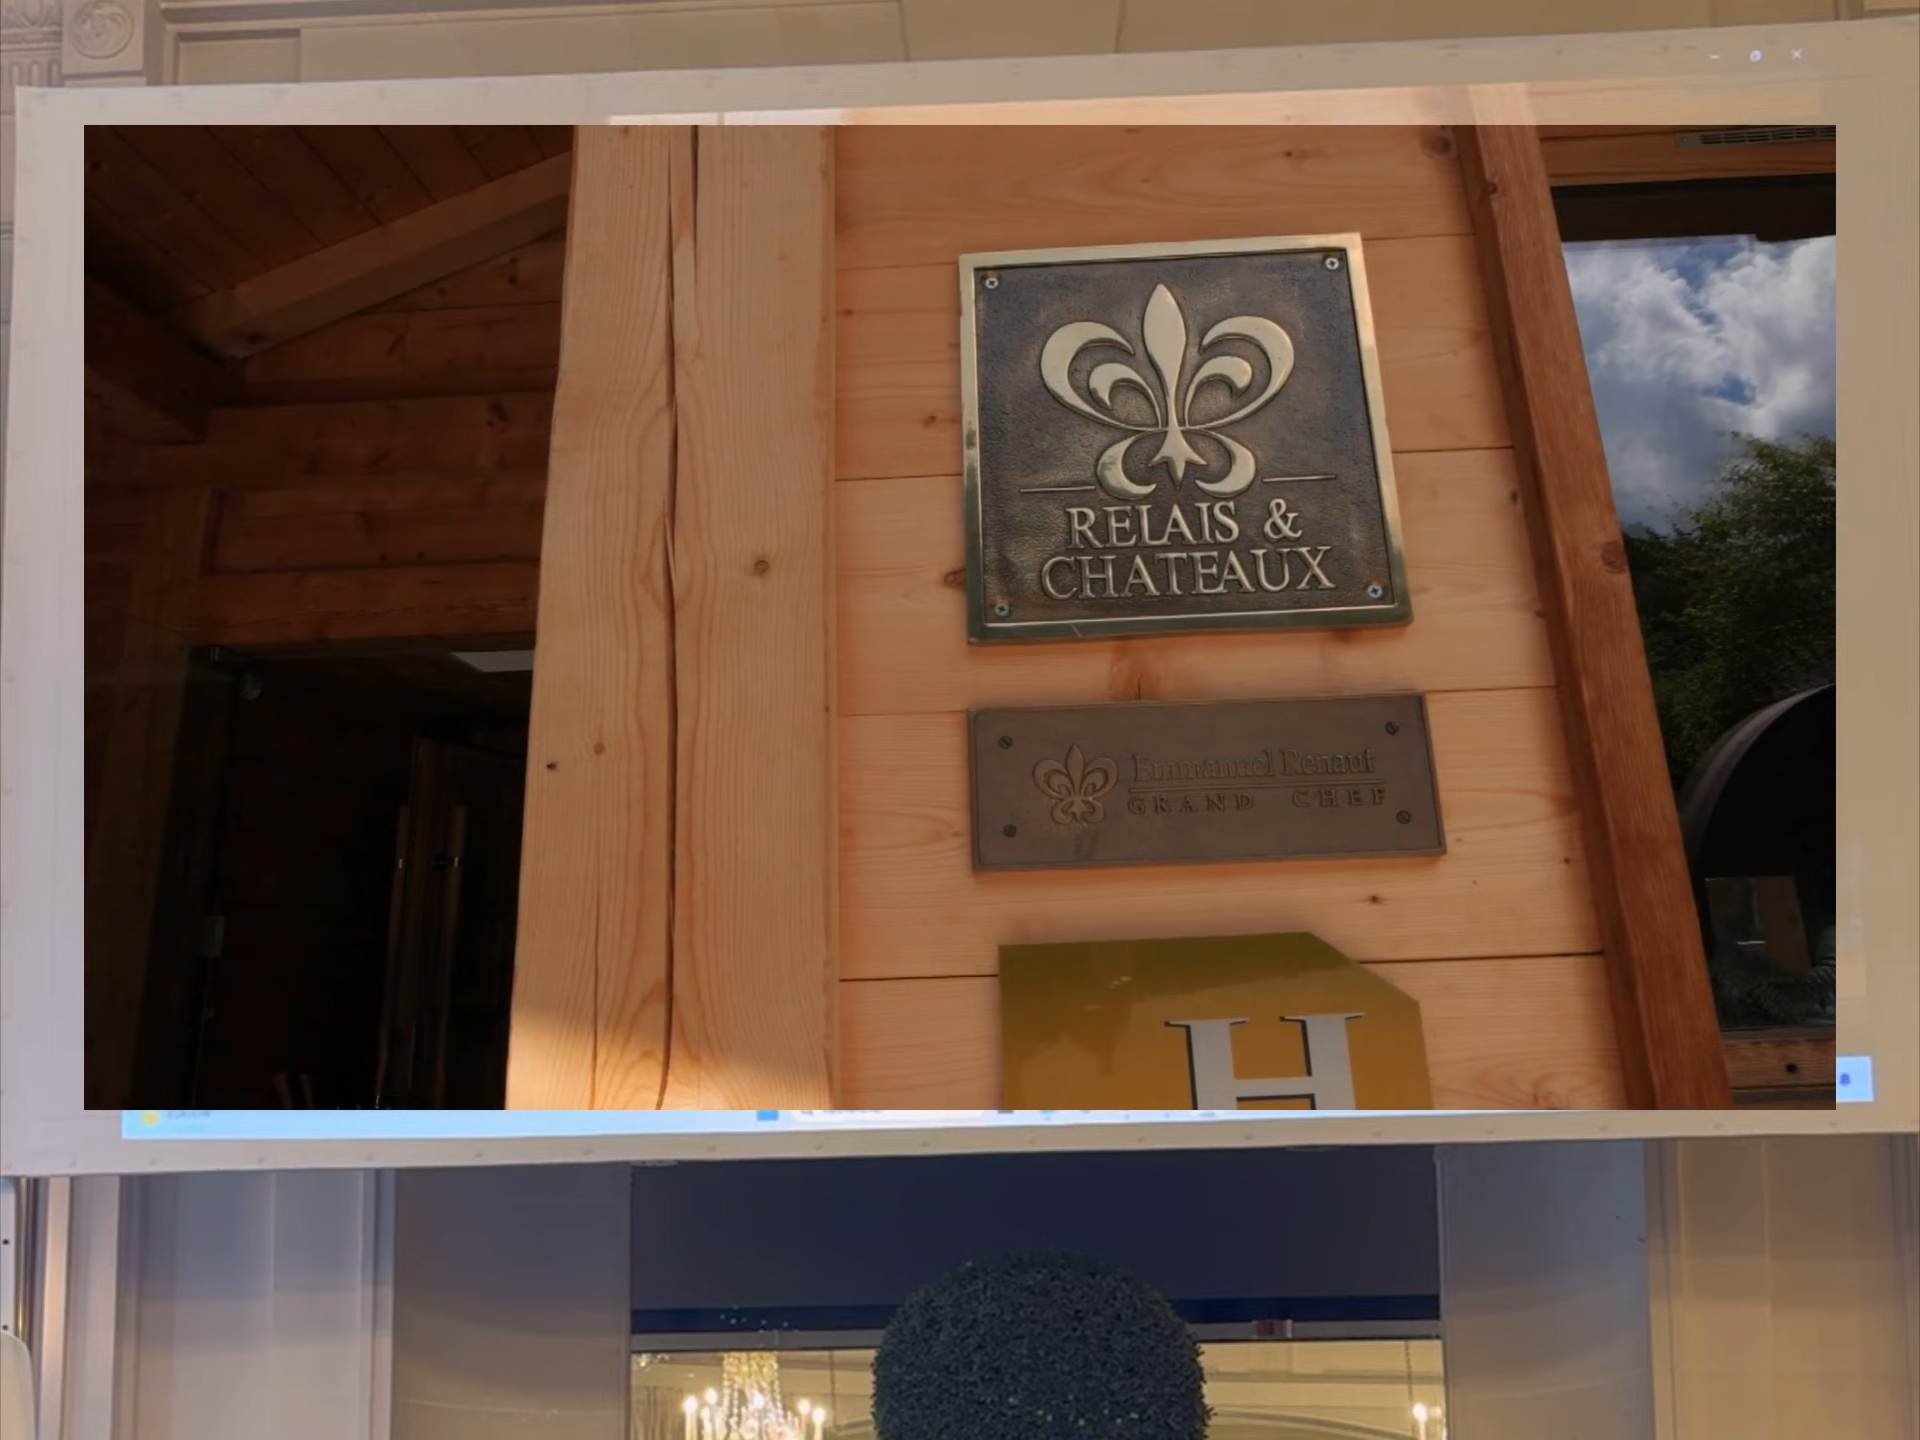 RELAIS &
CHATEAUX
Emmanuel Renaut
GRAND CHEF
H